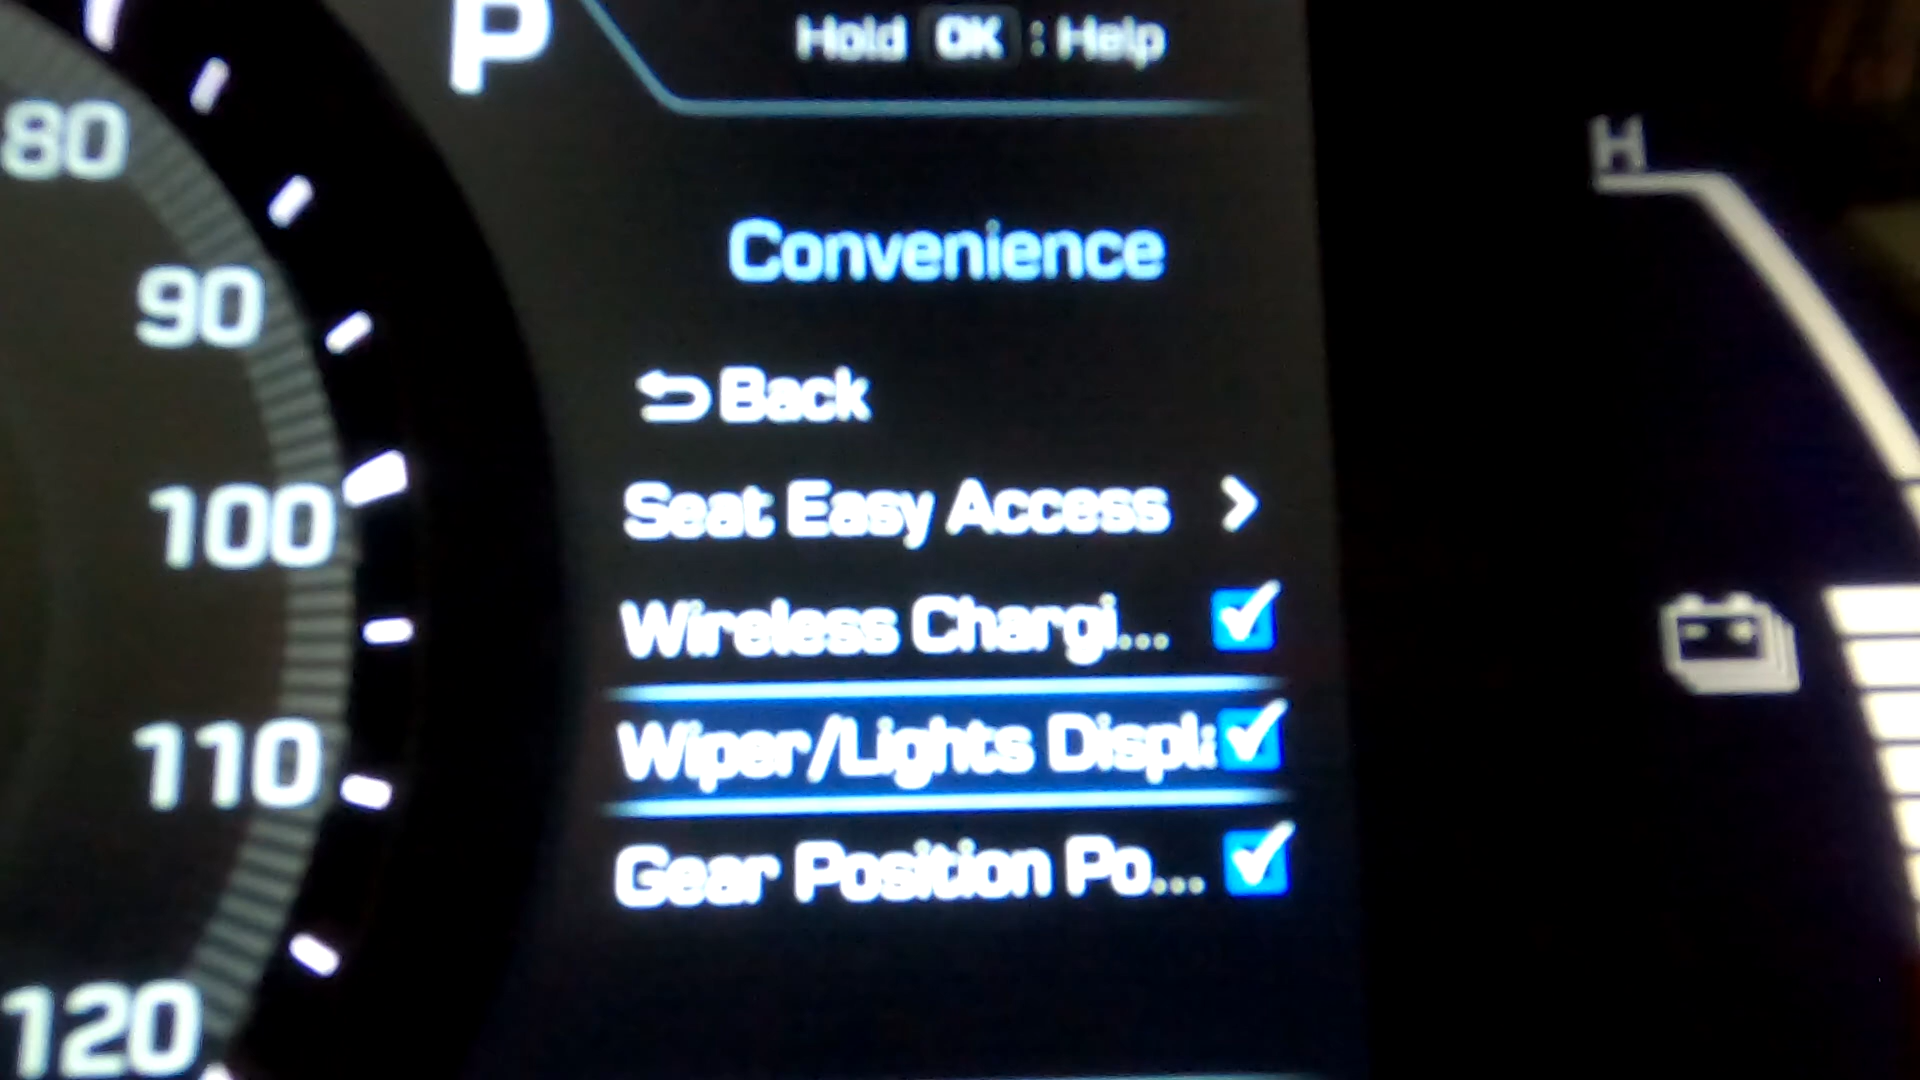 P
Hold OK : Help
H
80
Convenience
90
Back
Seat Easy Access
100
Wireless Chargi...
Wiper/Lights Displa
110
Gear Position Po...
120